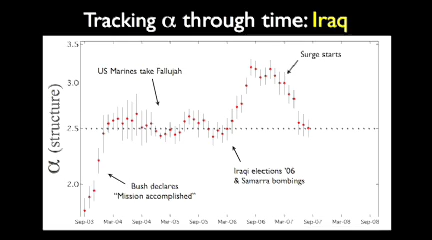 Tracking α through time: Iraq
3.5
Surge starts
US Marines take Fallujah
3.0
α (structure)
2.5
Iraqi elections '06
& Samarra bombings
Bush declares
"Mission accomplished"
2.0
Sep-03 Mar-04 Sep-04 Mar-05 Sep-05 Mar-06 Sep-06 Mar-07 Sep-07 Mar-08 Sep-08